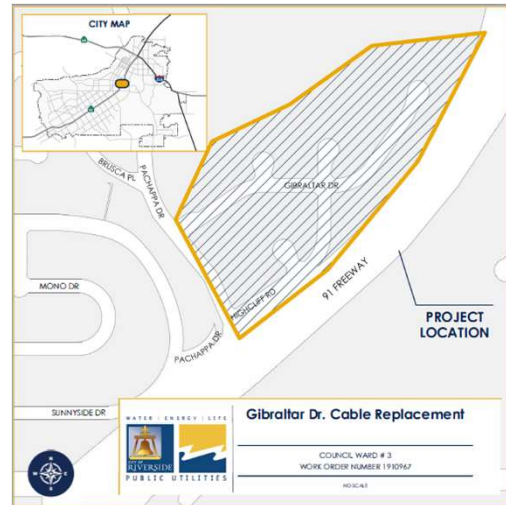 CITY MAP
BRUSCA PL
PACHAPPA DR
GIBRALTAR DR
MONO DR
HIGHCLIFF RD
91 FREEWAY
PROJECT
LOCATION
PACHAPPA DR
SUNNYSIDE DR
WATER | ENERGY | LIFE
CITY OF
RIVERSIDE
PUBLIC UTILITIES
Gibraltar Dr. Cable Replacement
COUNCIL WARD # 3
WORK ORDER NUMBER 1910967
NO SCALE
N
E
S
W